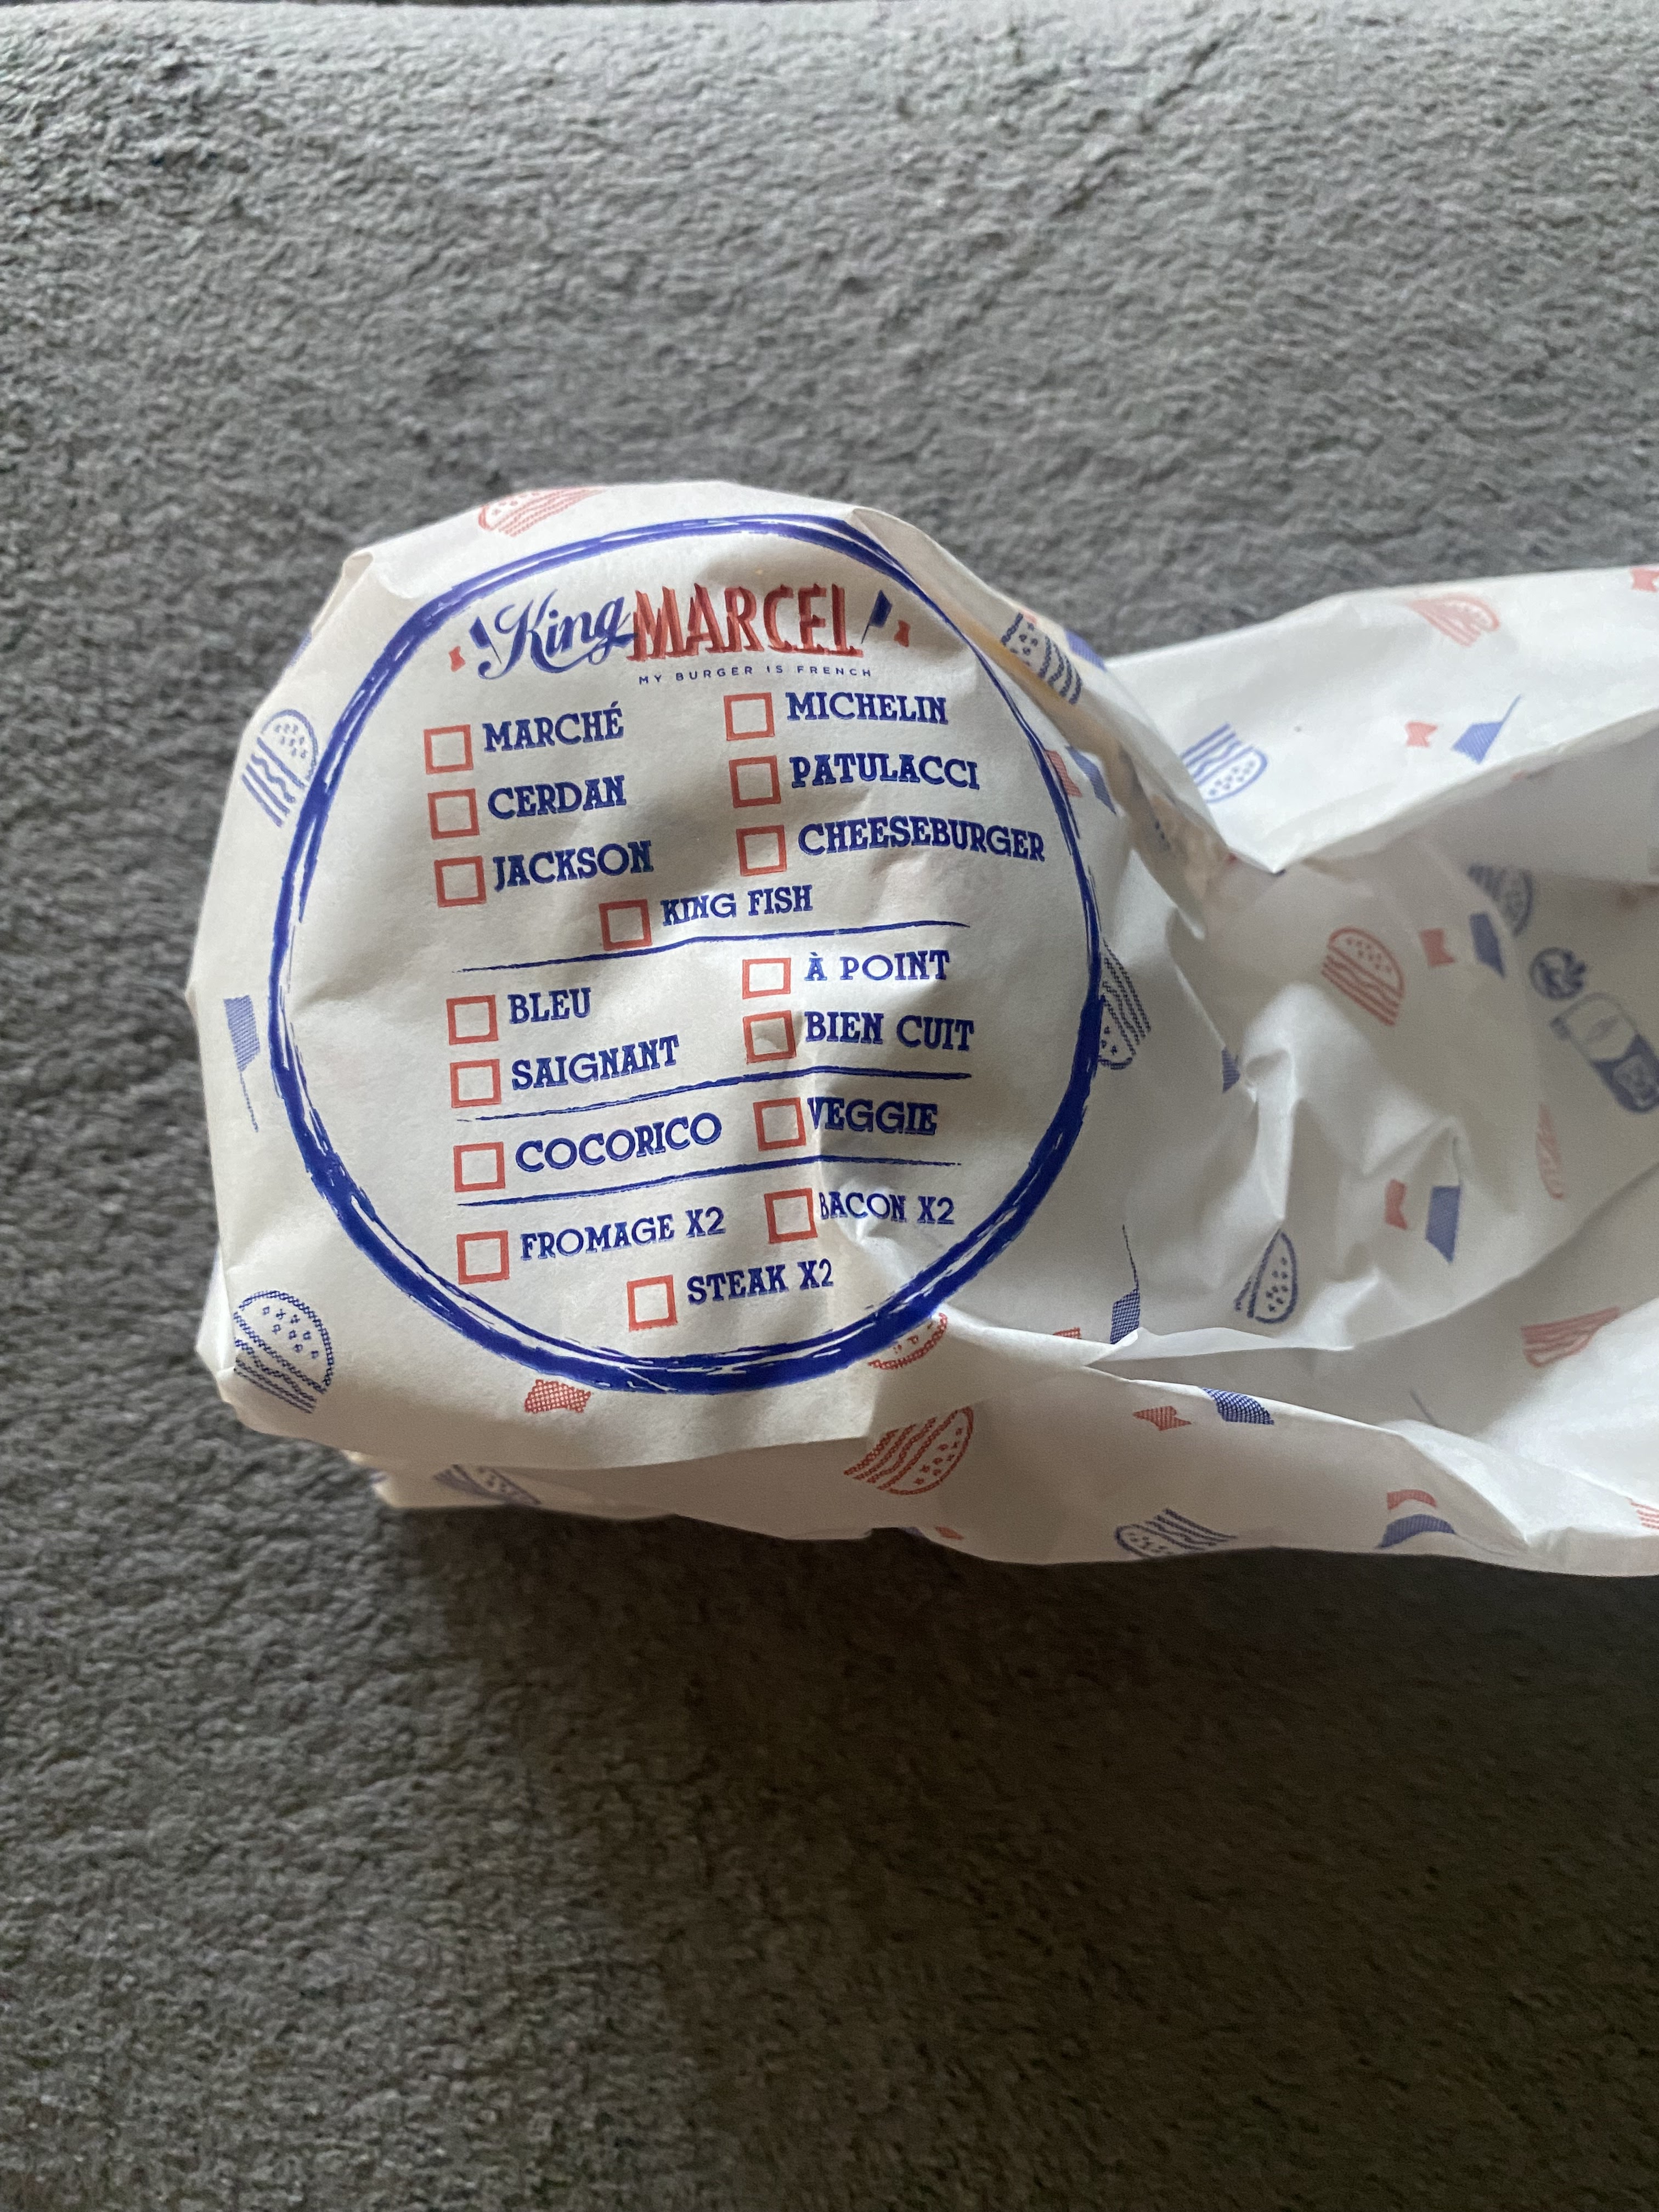 King MARCEL
MY BURGER IS FRENCH
MARCHÉ MICHELIN
CERDAN PATULACCI
JACKSON CHEESEBURGER
KING FISH
BLEU À POINT
SAIGNANT BIEN CUIT
COCORICO VEGGIE
FROMAGE X2 BACON X2
STEAK X2